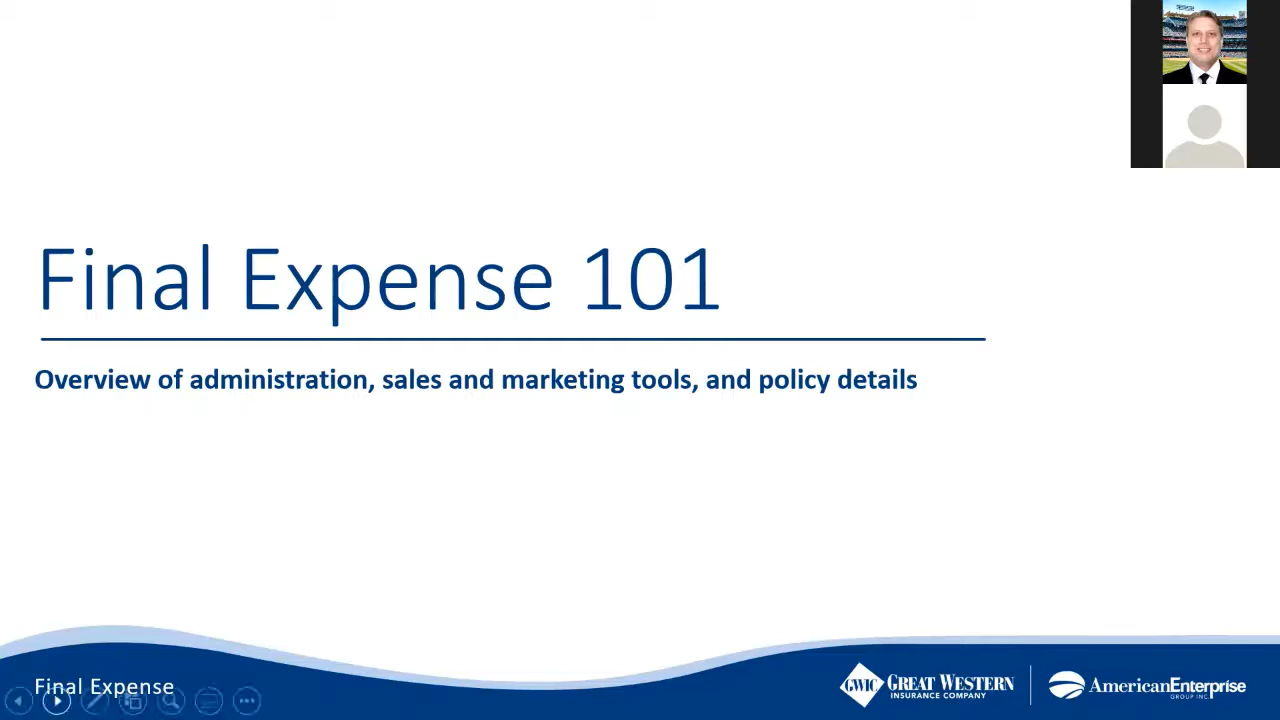 Final Expense 101
Overview of administration, sales and marketing tools, and policy details
Final Expense
GWIC GREAT WESTERN
INSURANCE COMPANY
AmericanEnterprise
GROUP INC